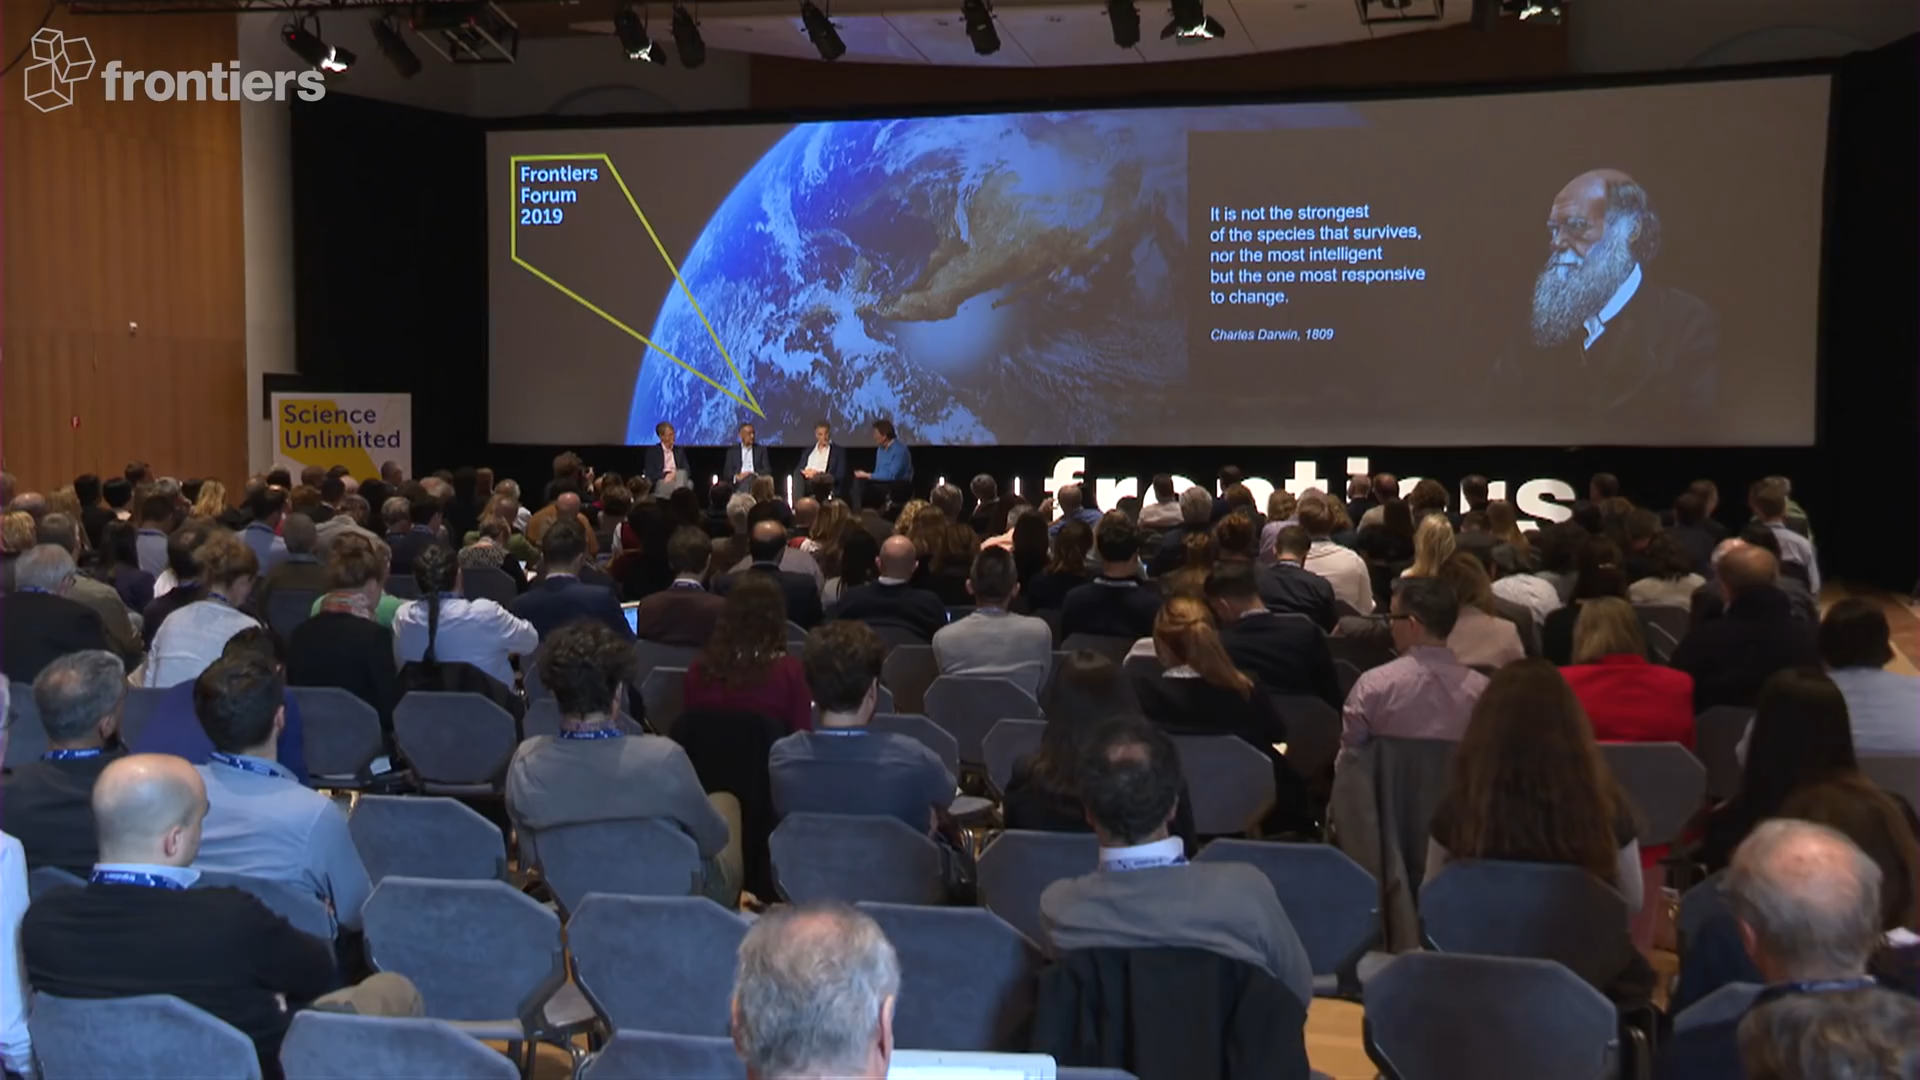 frontiers
Frontiers
Forum
2019
It is not the strongest
of the species that survives,
nor the most intelligent
but the one most responsive
to change.
Charles Darwin, 1809
Science
Unlimited
frontiers